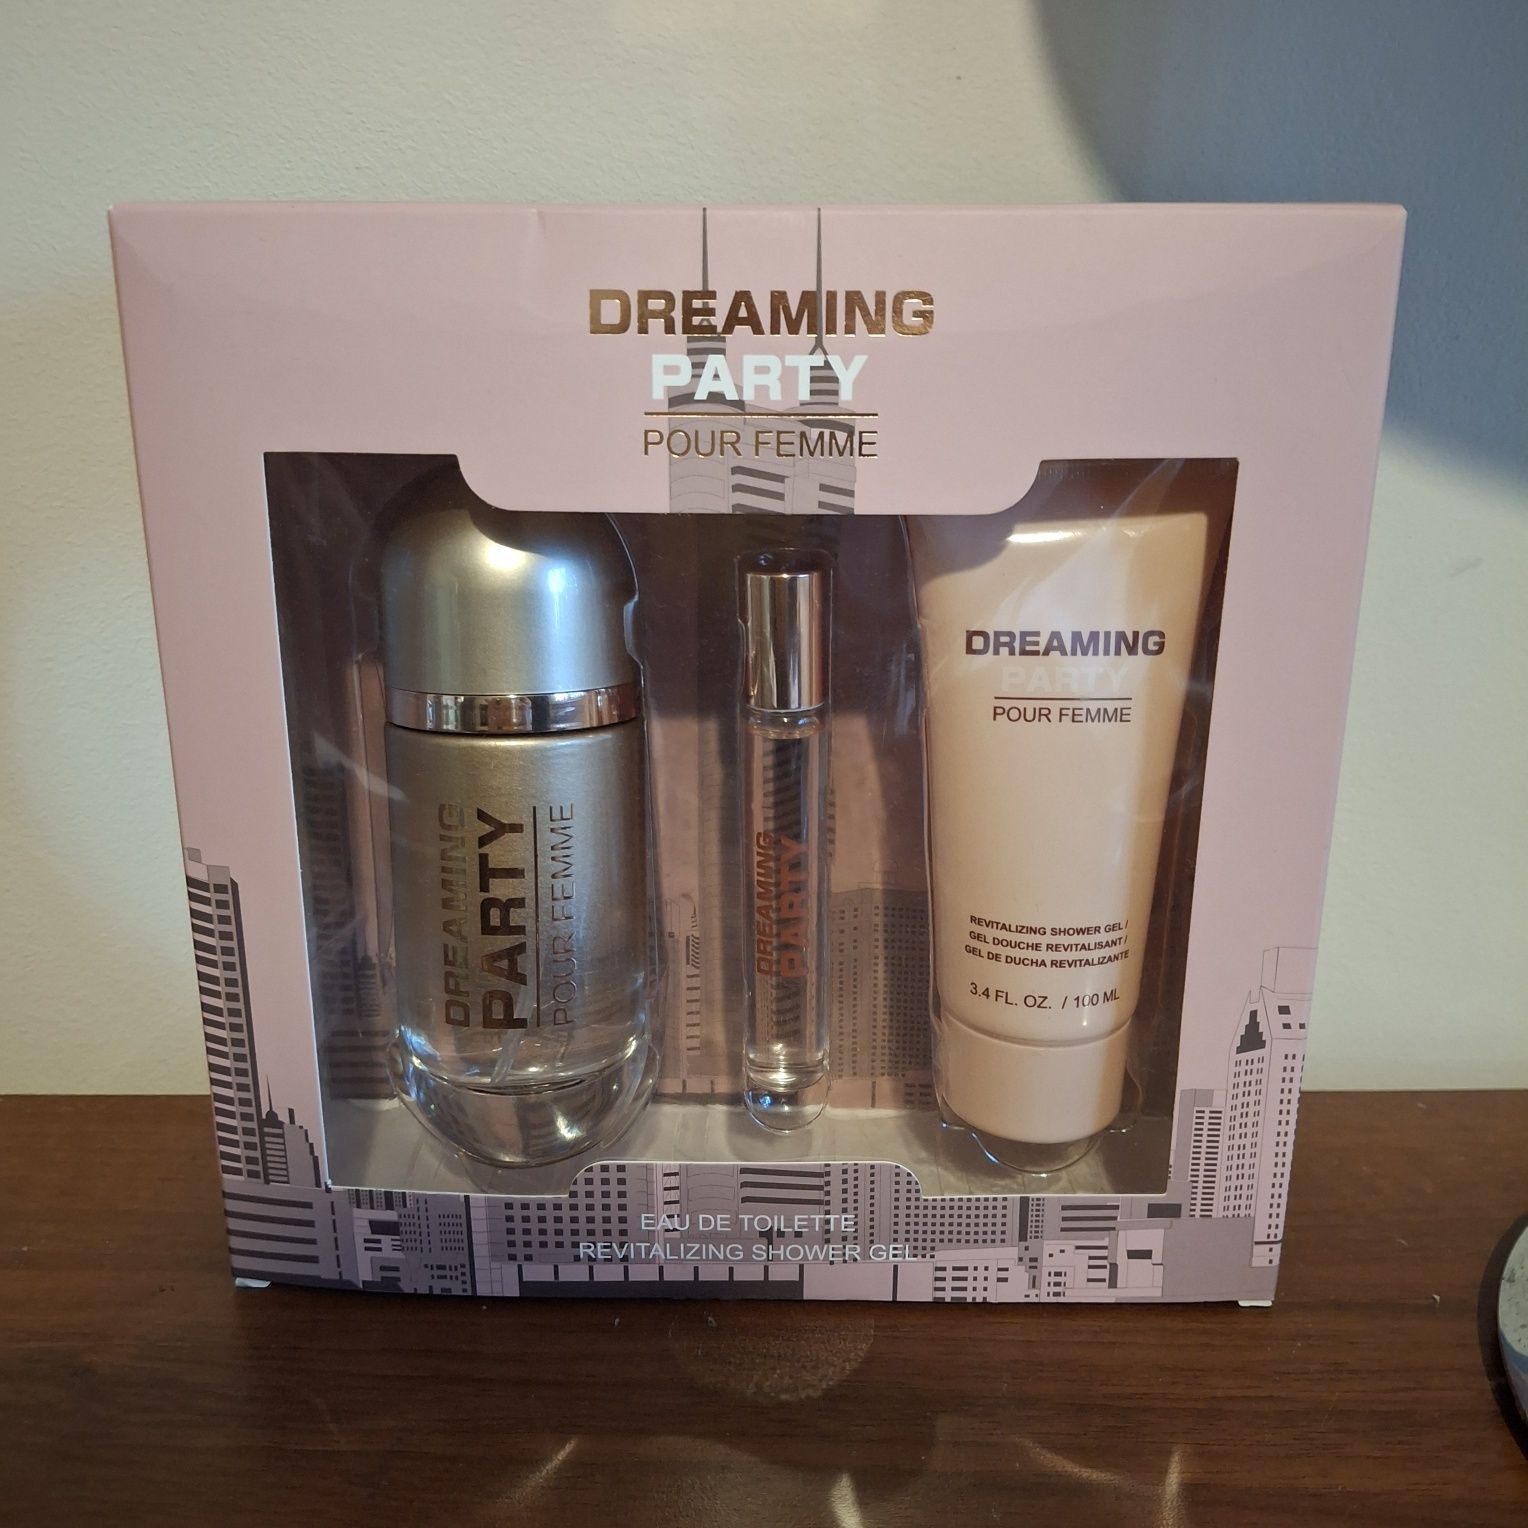 DREAMING
PARTY
POUR FEMME
DREAMING
PARTY
POUR FEMME
DREAMING
PARTY
DREAMING
PARTY
POUR FEMME
REVITALIZING SHOWER GEL /
GEL DOUCHE REVITALISANT /
GEL DE DUCHA REVITALIZANTE
3.4 FL. OZ. / 100 ML
EAU DE TOILETTE
REVITALIZING SHOWER GEL